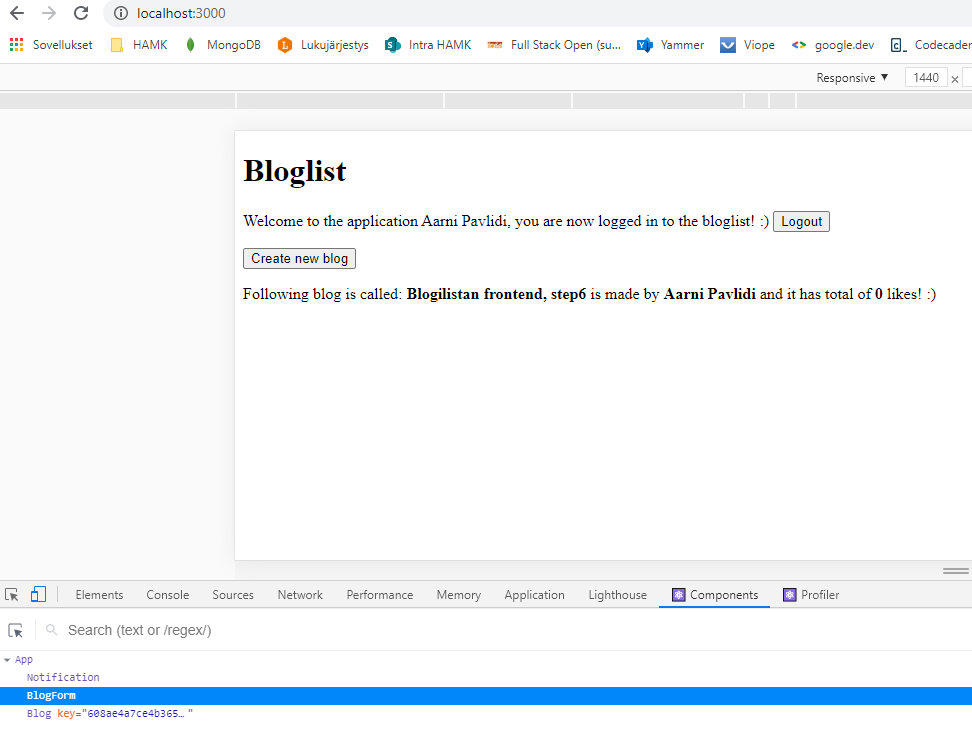 localhost:3000
Sovellukset HAMK MongoDB Lukujärjestys Intra HAMK Full Stack Open (su... Yammer Viope google.dev Codecader
Responsive ▼ 1440 x
Bloglist
Welcome to the application Aarni Pavlidi, you are now logged in to the bloglist! :) Logout
Create new blog
Following blog is called: Blogilistan frontend, step6 is made by Aarni Pavlidi and it has total of 0 likes! :)
Elements Console Sources Network Performance Memory Application Lighthouse Components Profiler
Search (text or /regex/)
App
Notification
BlogForm
Blog key="608ae4a7ce4b365… "